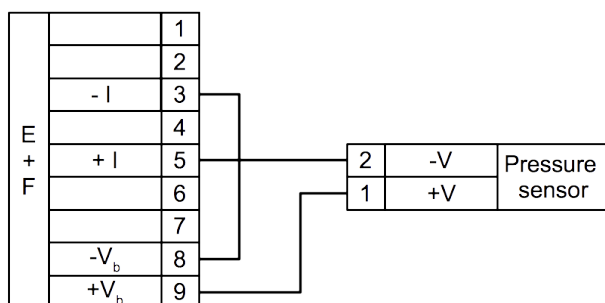 E + F
1
2
- I 3
4
+ I 5
6
7
-Vb 8
+Vb 9
2 -V
1 +V
Pressure
sensor